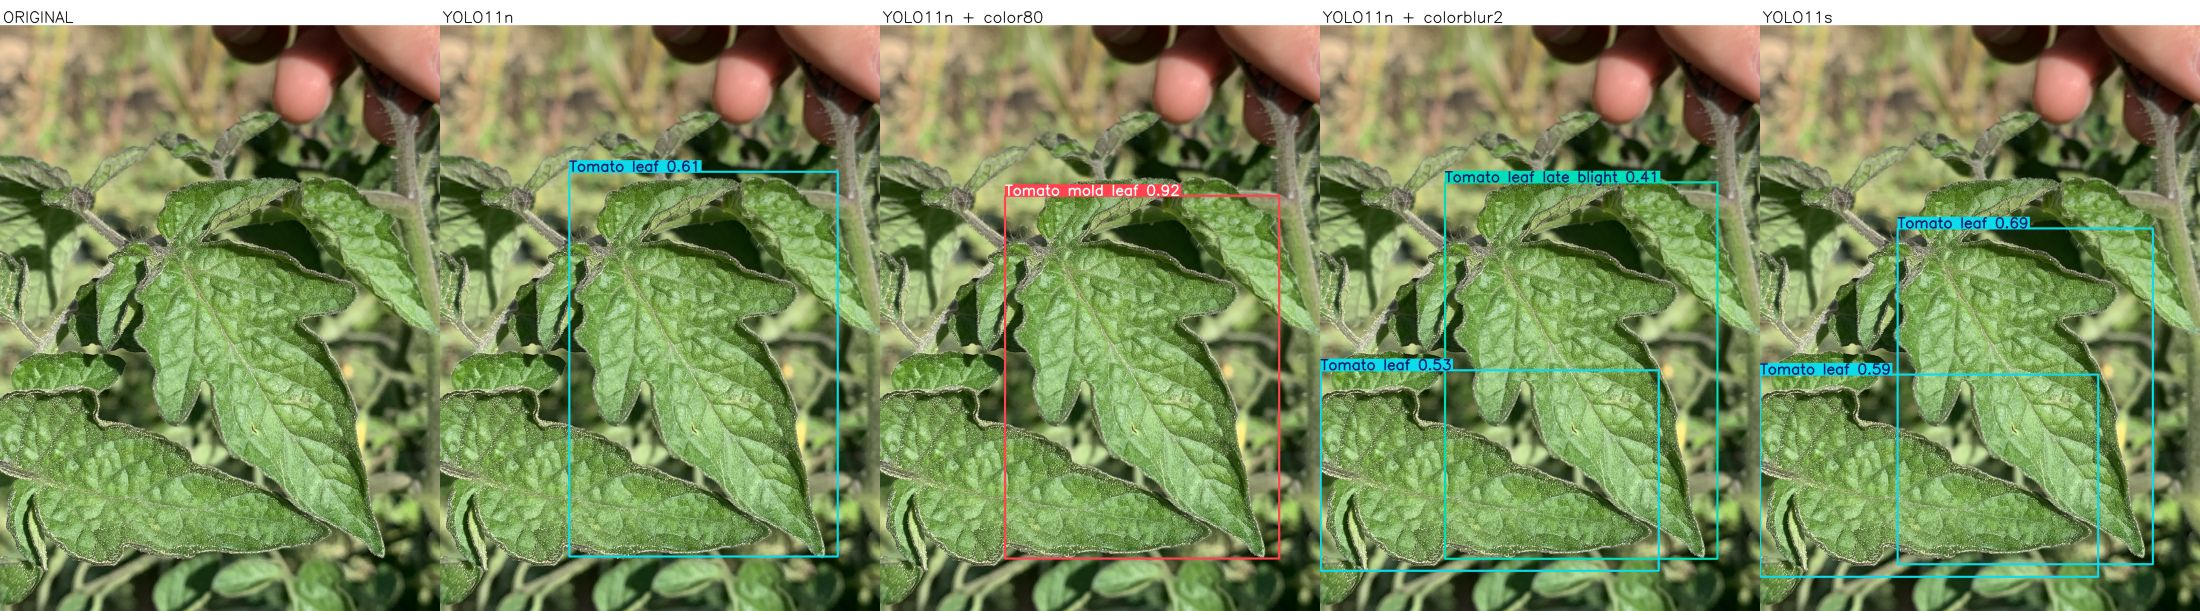 ORIGINAL
YOLO11n
YOLO11n + color80
YOLO11n + colorblur2
YOLO11s
Tomato leaf 0.61
Tomato mold leaf 0.92
Tomato leaf late blight 0.41
Tomato leaf 0.53
Tomato leaf 0.69
Tomato leaf 0.59